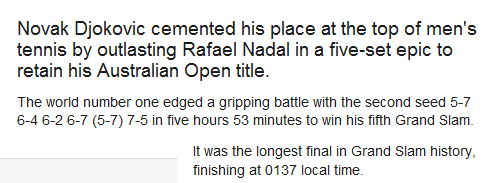 Novak Djokovic cemented his place at the top of men's
tennis by outlasting Rafael Nadal in a five-set epic to
retain his Australian Open title.
The world number one edged a gripping battle with the second seed 5-7
6-4 6-2 6-7 (5-7) 7-5 in five hours 53 minutes to win his fifth Grand Slam.
It was the longest final in Grand Slam history,
finishing at 0137 local time.